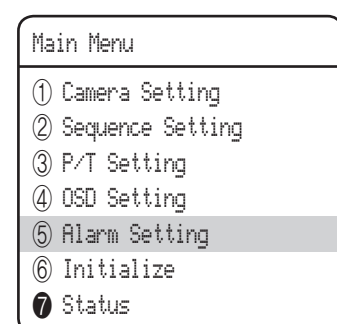 Main Menu
① Camera Setting
② Sequence Setting
③ P/T Setting
④ OSD Setting
⑤ Alarm Setting
⑥ Initialize
❼ Status